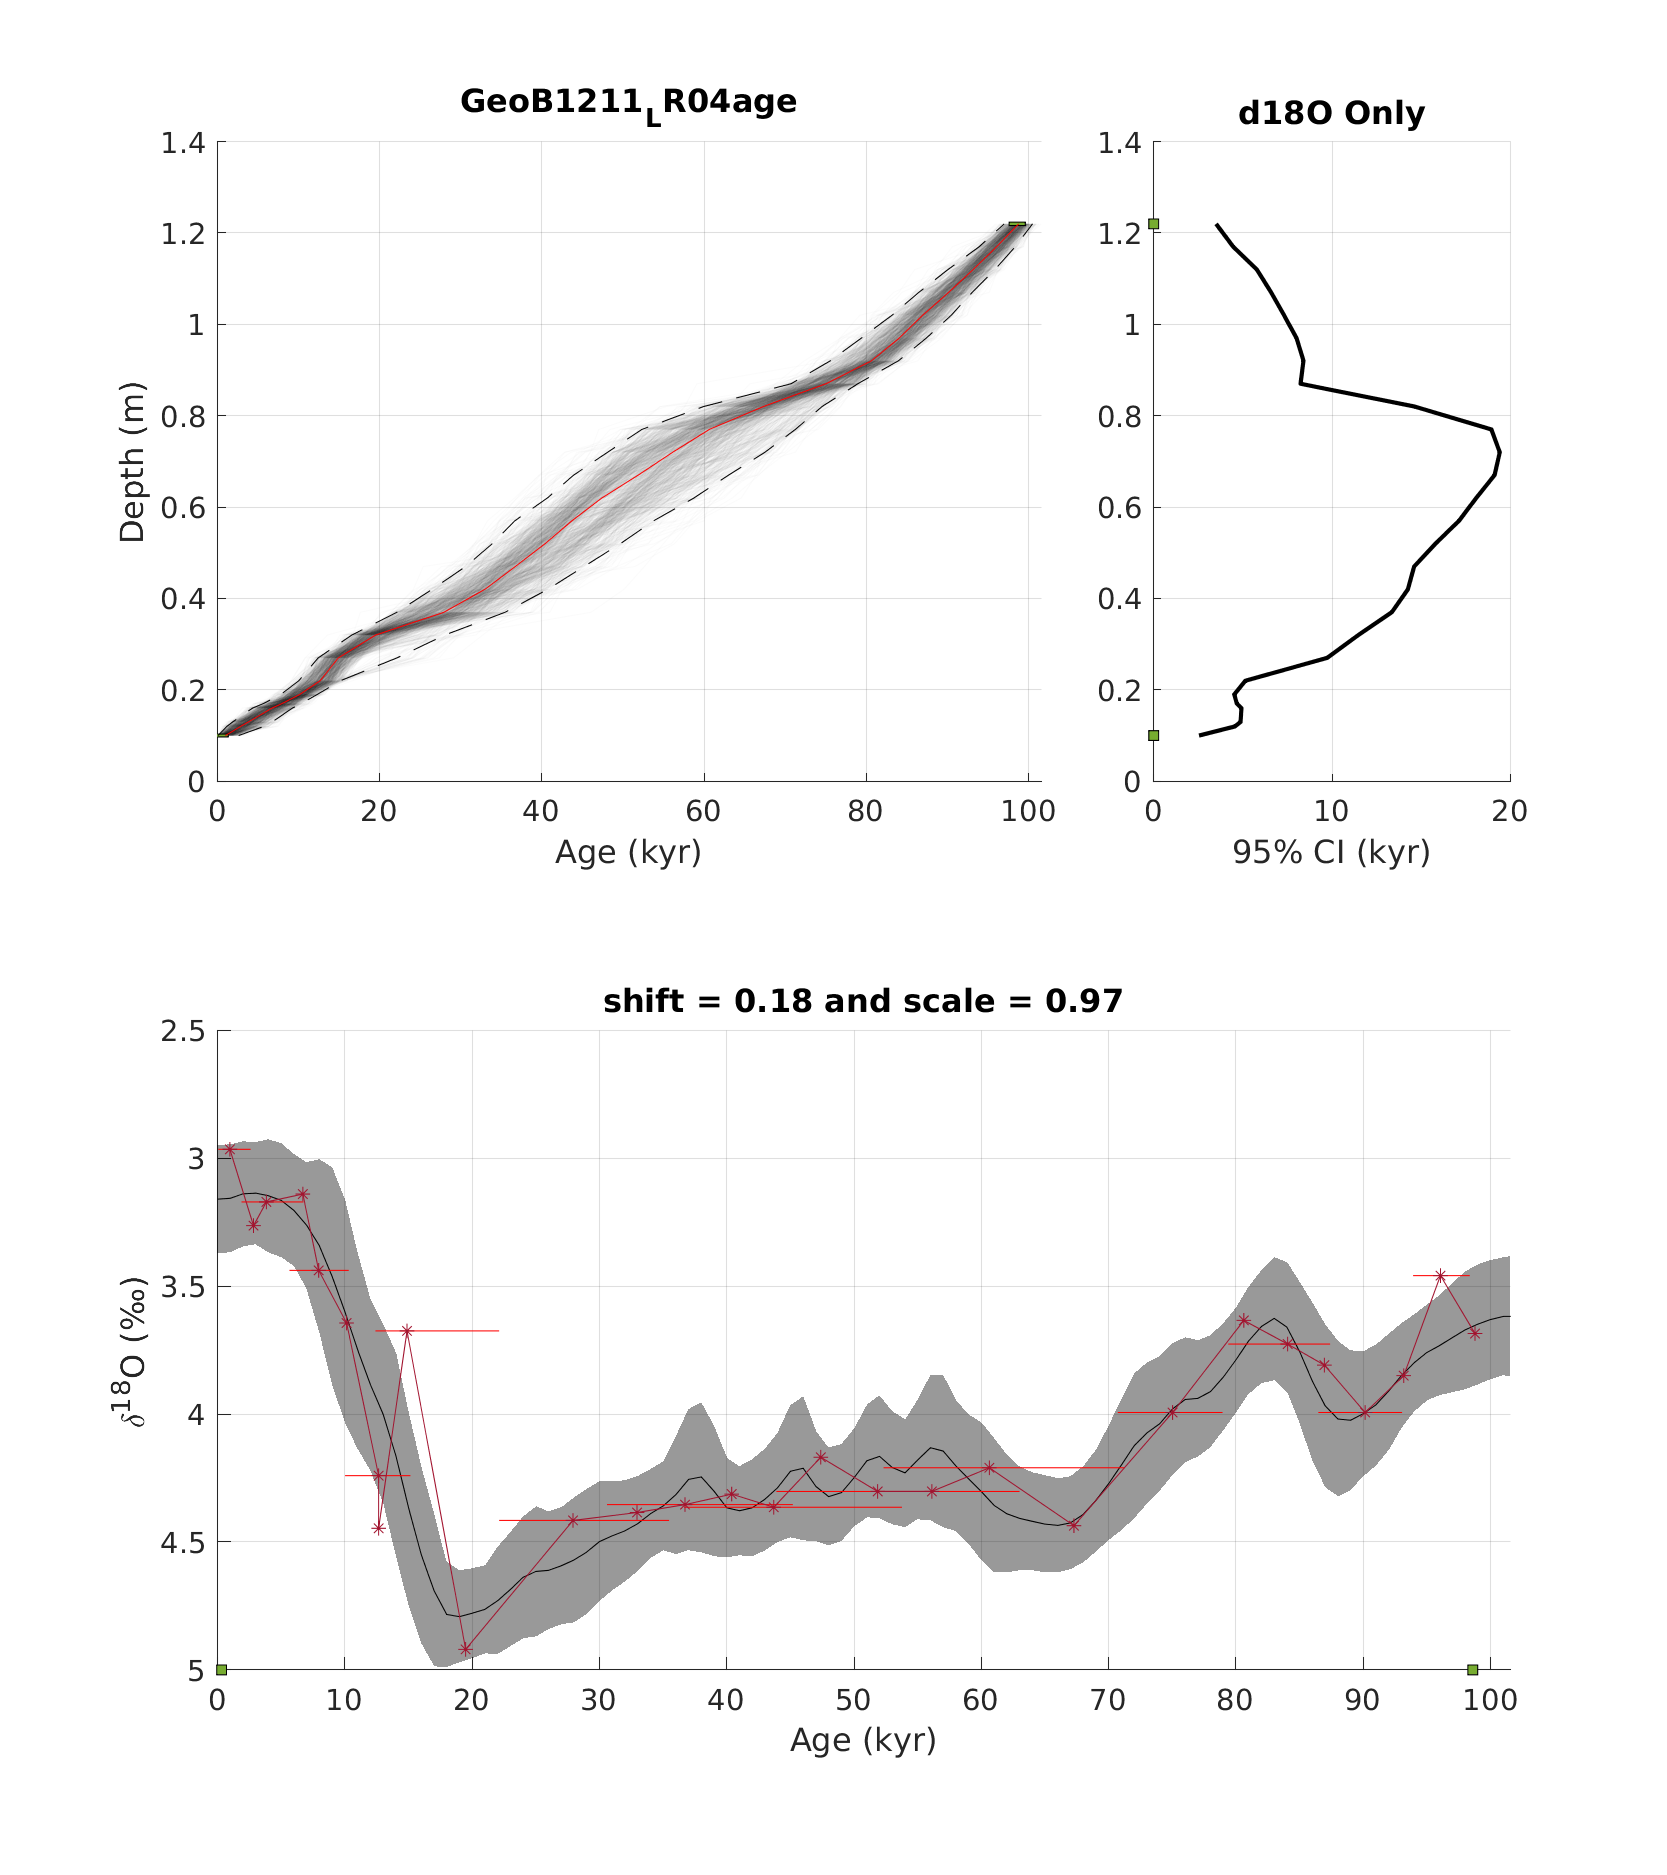 GeoB1211_LR04age
1.4
1.2
1
0.8
0.6
0.4
0.2
0
0 20 40 60 80 100
Age (kyr)
Depth (m)
d18O Only
1.4
1.2
1
0.8
0.6
0.4
0.2
0
0 10 20
95% CI (kyr)
shift = 0.18 and scale = 0.97
2.5
3
3.5
4
4.5
5
0 10 20 30 40 50 60 70 80 90 100
Age (kyr)
δ18O (‰)